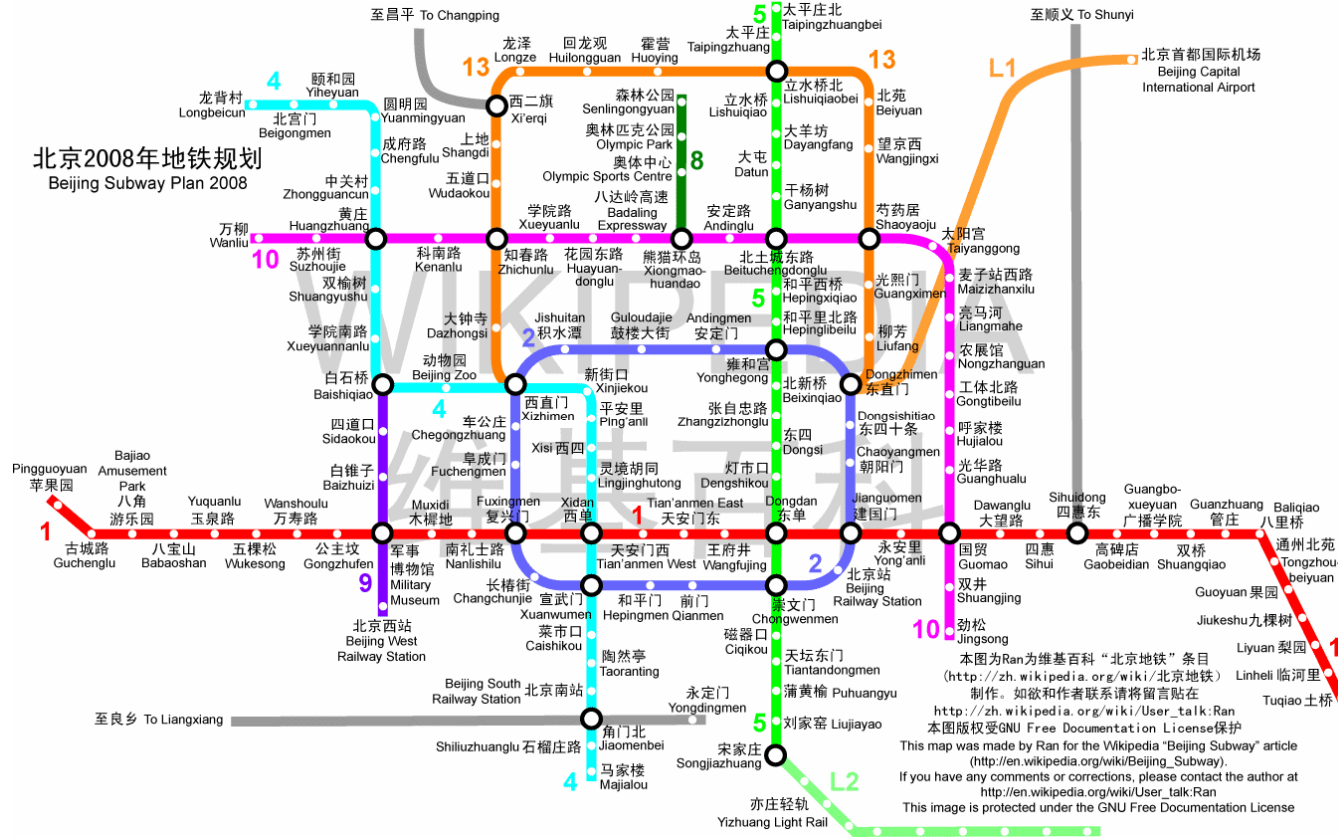 至昌平 To Changping
5
太平庄北
Taipingzhuangbei
太平庄
Taipingzhuang
至顺义 To Shunyi
13
龙泽
Longze
回龙观
Huilongguan
霍营
Huoying
13
L1
北京首都国际机场
Beijing Capital
International Airport
4
颐和园
Yiheyuan
龙背村
Longbeicun
北宫门
Beigongmen
圆明园
Yuanmingyuan
西二旗
Xi'erqi
森林公园
Senlingongyuan
立水桥北
Lishuiqiaobei
立水桥
Lishuiqiao
北苑
Beiyuan
北京2008年地铁规划
Beijing Subway Plan 2008
成府路
Chengfulu
上地
Shangdi
奥林匹克公园
Olympic Park
8
大羊坊
Dayangfang
望京西
Wangjingxi
奥体中心
Olympic Sports Centre
大屯
Datun
中关村
Zhongguancun
五道口
Wudaokou
八达岭高速
Badaling
Expressway
干杨树
Ganyangshu
万柳
Wanliu
10
黄庄
Huangzhuang
学院路
Xueyuanlu
安定路
Andinglu
芍药居
Shaoyaoju
太阳宫
Taiyanggong
苏州街
Suzhoujie
科南路
Kenanlu
知春路
Zhichunlu
花园东路
Huayuan-
donglu
熊猫环岛
Xiongmao-
huandao
北土城东路
Beituchengdonglu
双榆树
Shuangyushu
WIKIPEDIA
5
和平西桥
Hepingxiqiao
光熙门
Guangximen
麦子站西路
Maizizhanxilu
学院南路
Xueyuannanlu
大钟寺
Dazhongsi
2
Jishuitan
积水潭
Guloudajie
鼓楼大街
Andingmen
安定门
和平里北路
Hepinglibeilu
柳芳
Liufang
亮马河
Liangmahe
白石桥
Baishiqiao
动物园
Beijing Zoo
4
西直门
Xizhimen
新街口
Xinjiekou
雍和宫
Yonghegong
北新桥
Beixinqiao
Dongzhimen
东直门
农展馆
Nongzhanguan
工体北路
Gongtibeilu
四道口
Sidaokou
车公庄
Chegongzhuang
平安里
Ping'anli
张自忠路
Zhangzizhonglu
Dongsishitiao
东四十条
呼家楼
Hujialou
维基百科
阜成门
Fuchengmen
Xisi 西四
东四
Dongsi
Chaoyangmen
朝阳门
白锥子
Baizhuizi
灵境胡同
Lingjinghutong
灯市口
Dengshikou
光华路
Guanghualu
Pingguoyuan
苹果园
1
Bajiao
Amusement
Park
八角
游乐园
Yuquanlu
玉泉路
Wanshoulu
万寿路
Muxidi
木樨地
Fuxingmen
复兴门
Xidan
西单
1
Tian'anmen East
天安门东
Dongdan
东单
Jianguomen
建国门
Dawanglu
大望路
Sihuidong
四惠东
Guangbo-
xueyuan
广播学院
Guanzhuang
管庄
Baliqiao
八里桥
古城路
Guchenglu
八宝山
Babaoshan
五棵松
Wukesong
公主坟
Gongzhufen
军事
博物馆
Military
Museum
南礼士路
Nanlishilu
天安门西
Tian'anmen West
王府井
Wangfujing
永安里
Yong'anli
国贸
Guomao
四惠
Sihui
高碑店
Gaobeidian
双桥
Shuangqiao
通州北苑
Tongzhou-
beiyuan
9
北京西站
Beijing West
Railway Station
长椿街
Changchunjie
宣武门
Xuanwumen
和平门
Hepingmen
前门
Qianmen
崇文门
Chongwenmen
2
北京站
Beijing
Railway Station
双井
Shuangjing
10
劲松
Jingsong
Guoyuan 果园
Jiukeshu 九棵树
Liyuan 梨园
1
Linheli 临河里
Tuqiao 土桥
菜市口
Caishikou
磁器口
Ciqikou
陶然亭
Taoranting
天坛东门
Tiantandongmen
Beijing South
Railway Station
北京南站
永定门
Yongdingmen
蒲黄榆 Puhuangyu
至良乡 To Liangxiang
角门北
Jiaomenbei
5
刘家窑 Liujiayao
Shiliuzhuanglu 石榴庄路
4
马家楼
Majialou
宋家庄
Songjiazhuang
L2
亦庄轻轨
Yizhuang Light Rail
本图为Ran为维基百科“北京地铁”条目
(http://zh.wikipedia.org/wiki/北京地铁)
制作。如欲和作者联系请将留言贴在
http://zh.wikipedia.org/wiki/User_talk:Ran
本图版权受GNU Free Documentation License保护
This map was made by Ran for the Wikipedia “Beijing Subway” article
(http://en.wikipedia.org/wiki/Beijing_Subway).
If you have any comments or corrections, please contact the author at
http://en.wikipedia.org/wiki/User_talk:Ran
This image is protected under the GNU Free Documentation License